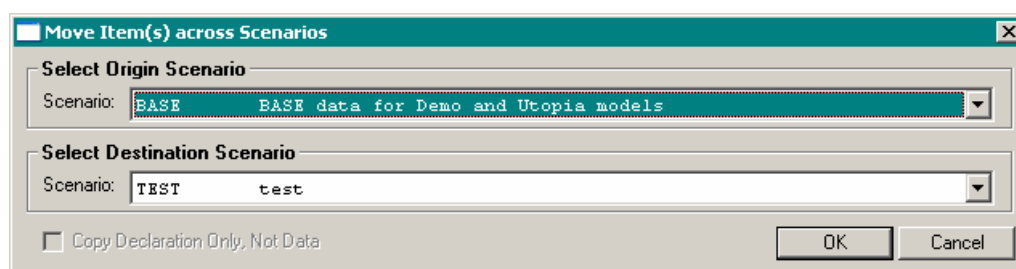 Move Item(s) across Scenarios
Select Origin Scenario
Scenario: BASE BASE data for Demo and Utopia models
Select Destination Scenario
Scenario: TEST test
Copy Declaration Only, Not Data OK Cancel